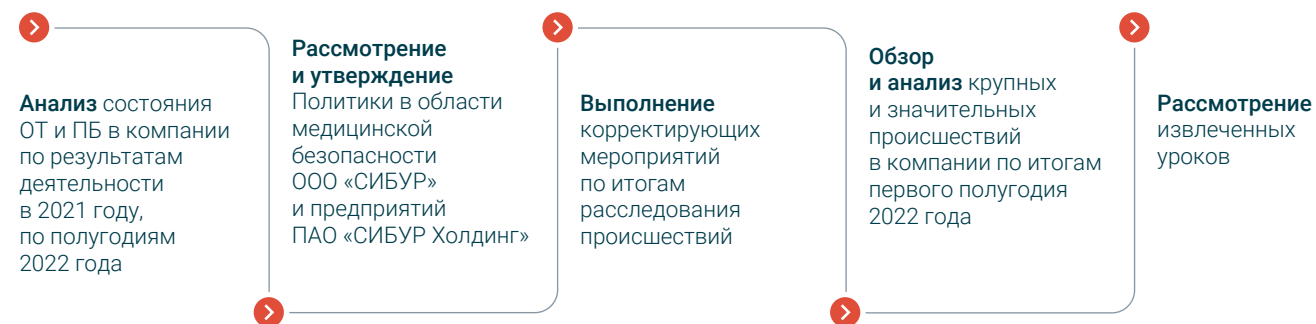 Анализ состояния
ОТ и ПБ в компании
по результатам
деятельности
в 2021 году,
по полугодиям
2022 года
Рассмотрение
и утверждение
Политики в области
медицинской
безопасности
ООО «СИБУР»
и предприятий
ПАО «СИБУР Холдинг»
Выполнение
корректирующих
мероприятий
по итогам
расследования
происшествий
Обзор
и анализ крупных
и значительных
происшествий
в компании по итогам
первого полугодия
2022 года
Рассмотрение
извлеченных
уроков